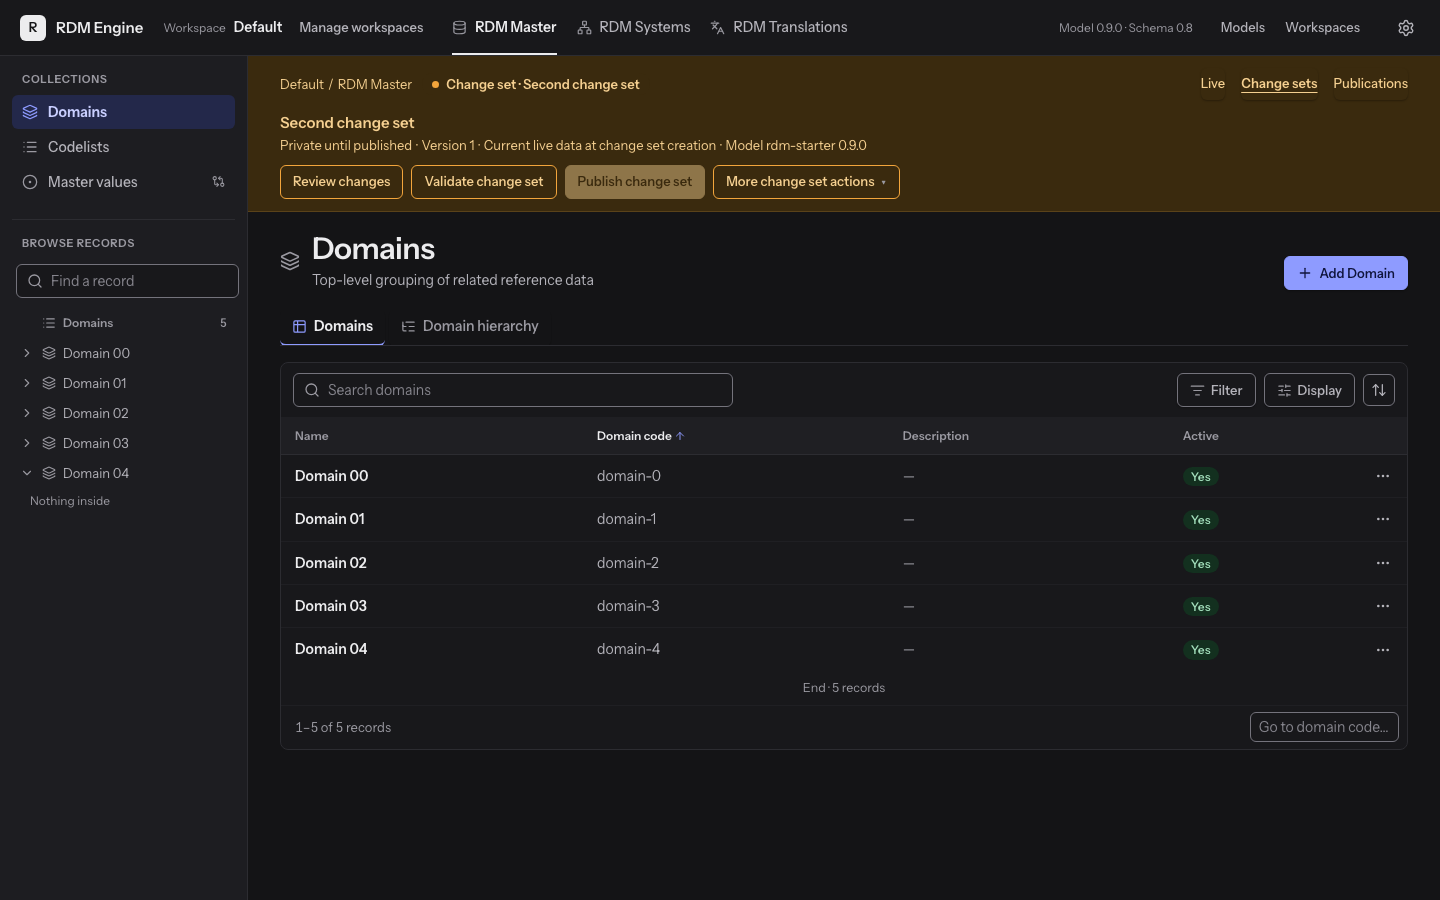 R RDM Engine Workspace Default Manage workspaces RDM Master RDM Systems RDM Translations Model 0.9.0 · Schema 0.8 Models Workspaces
COLLECTIONS
Domains
Codelists
Master values
BROWSE RECORDS
Find a record
Domains 5
Domain 00
Domain 01
Domain 02
Domain 03
Domain 04
Nothing inside
Default / RDM Master Change set · Second change set Live Change sets Publications
Second change set
Private until published · Version 1 · Current live data at change set creation · Model rdm-starter 0.9.0
Review changes Validate change set Publish change set More change set actions
Domains
Top-level grouping of related reference data
Add Domain
Domains Domain hierarchy
Search domains Filter Display
Name Domain code ↑ Description Active
Domain 00 domain-0 — Yes ···
Domain 01 domain-1 — Yes ···
Domain 02 domain-2 — Yes ···
Domain 03 domain-3 — Yes ···
Domain 04 domain-4 — Yes ···
End · 5 records
1–5 of 5 records Go to domain code...